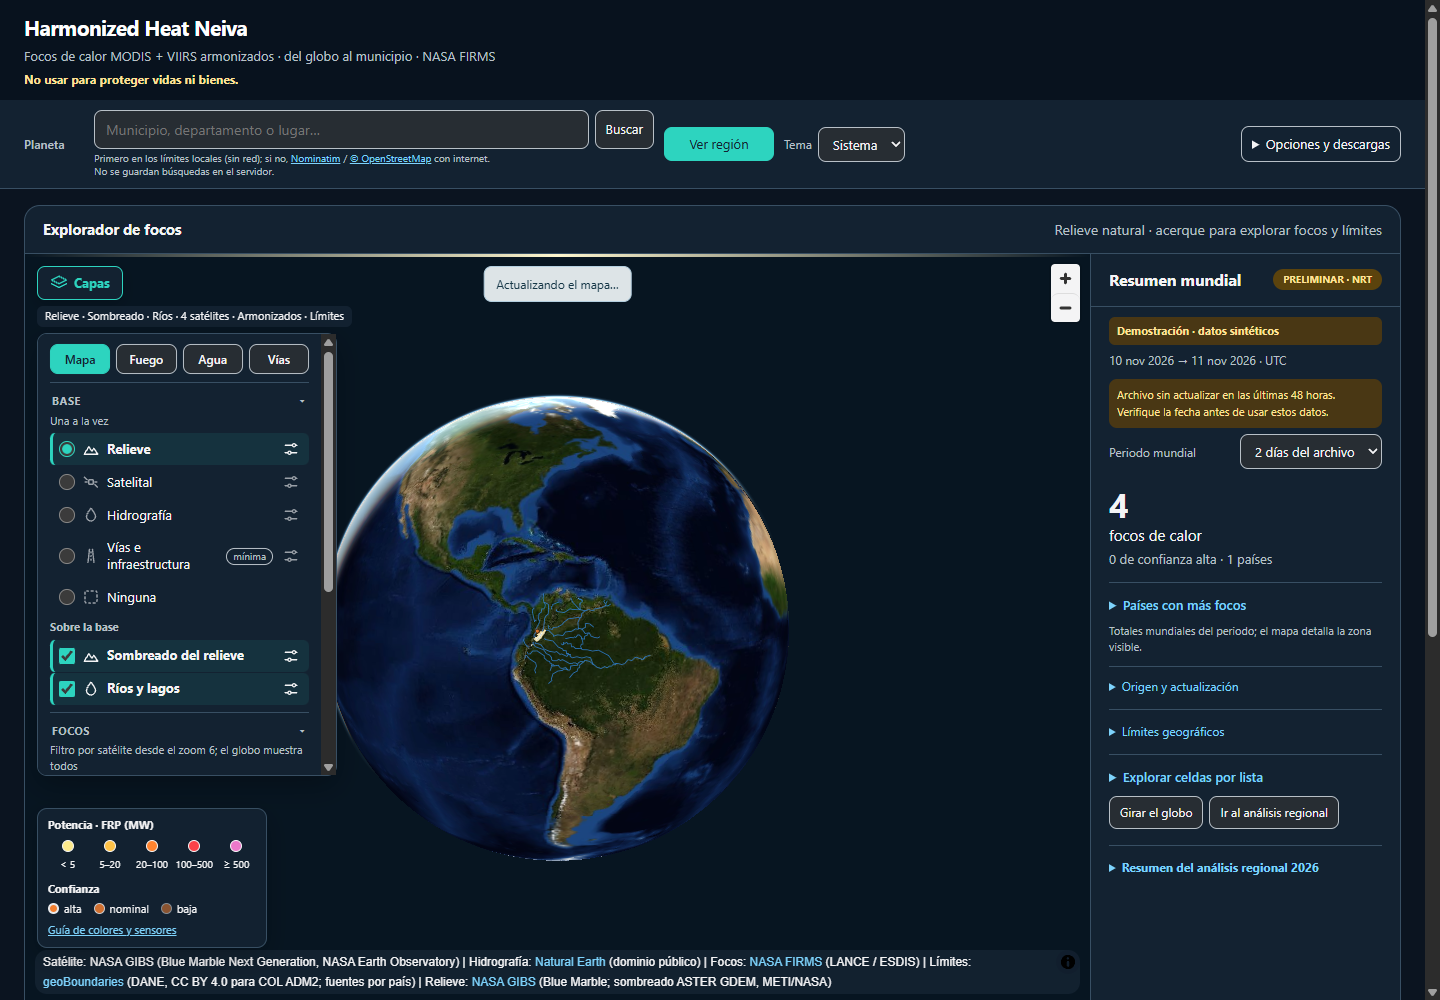 Harmonized Heat Neiva
Focos de calor MODIS + VIIRS armonizados · del globo al municipio · NASA FIRMS
No usar para proteger vidas ni bienes.
Planeta
Municipio, departamento o lugar...
Buscar
Primero en los límites locales (sin red); si no, Nominatim / © OpenStreetMap con internet.
No se guardan búsquedas en el servidor.
Ver región
Tema
Sistema
Opciones y descargas
Explorador de focos
Relieve natural · acerque para explorar focos y límites
Capas
Actualizando el mapa...
Relieve · Sombreado · Ríos · 4 satélites · Armonizados · Límites
Mapa
Fuego
Agua
Vías
BASE
Una a la vez
Relieve
Satelital
Hidrografía
Vías e
infraestructura
mínima
Ninguna
Sobre la base
Sombreado del relieve
Ríos y lagos
FOCOS
Filtro por satélite desde el zoom 6; el globo muestra
todos
Potencia · FRP (MW)
< 5
5–20
20–100
100–500
≥ 500
Confianza
alta
nominal
baja
Guía de colores y sensores
Satélite: NASA GIBS (Blue Marble Next Generation, NASA Earth Observatory) | Hidrografía: Natural Earth (dominio público) | Focos: NASA FIRMS (LANCE / ESDIS) | Límites:
geoBoundaries (DANE, CC BY 4.0 para COL ADM2; fuentes por país) | Relieve: NASA GIBS (Blue Marble; sombreado ASTER GDEM, METI/NASA)
Resumen mundial
PRELIMINAR · NRT
Demostración · datos sintéticos
10 nov 2026 → 11 nov 2026 · UTC
Archivo sin actualizar en las últimas 48 horas.
Verifique la fecha antes de usar estos datos.
Periodo mundial
2 días del archivo
4
focos de calor
0 de confianza alta · 1 países
Países con más focos
Totales mundiales del periodo; el mapa detalla la zona
visible.
Origen y actualización
Límites geográficos
Explorar celdas por lista
Girar el globo
Ir al análisis regional
Resumen del análisis regional 2026